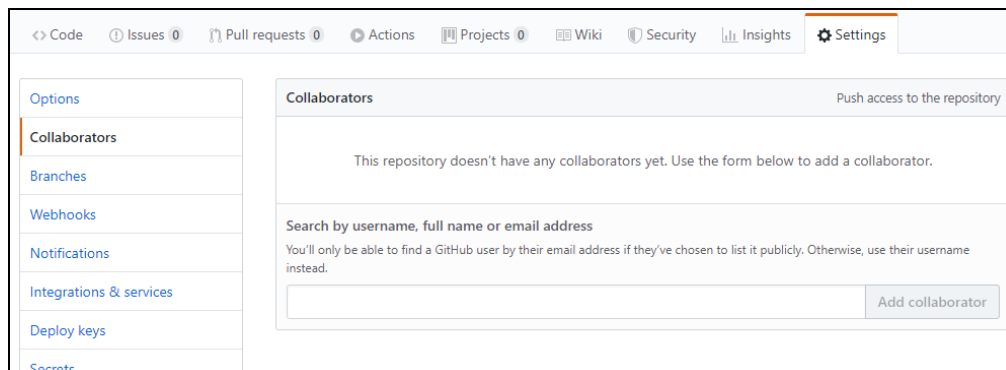 Code Issues 0 Pull requests 0 Actions Projects 0 Wiki Security Insights Settings
Options
Collaborators
Branches
Webhooks
Notifications
Integrations & services
Deploy keys
Secrets
Collaborators Push access to the repository
This repository doesn't have any collaborators yet. Use the form below to add a collaborator.
Search by username, full name or email address
You'll only be able to find a GitHub user by their email address if they've chosen to list it publicly. Otherwise, use their username
instead.
Add collaborator